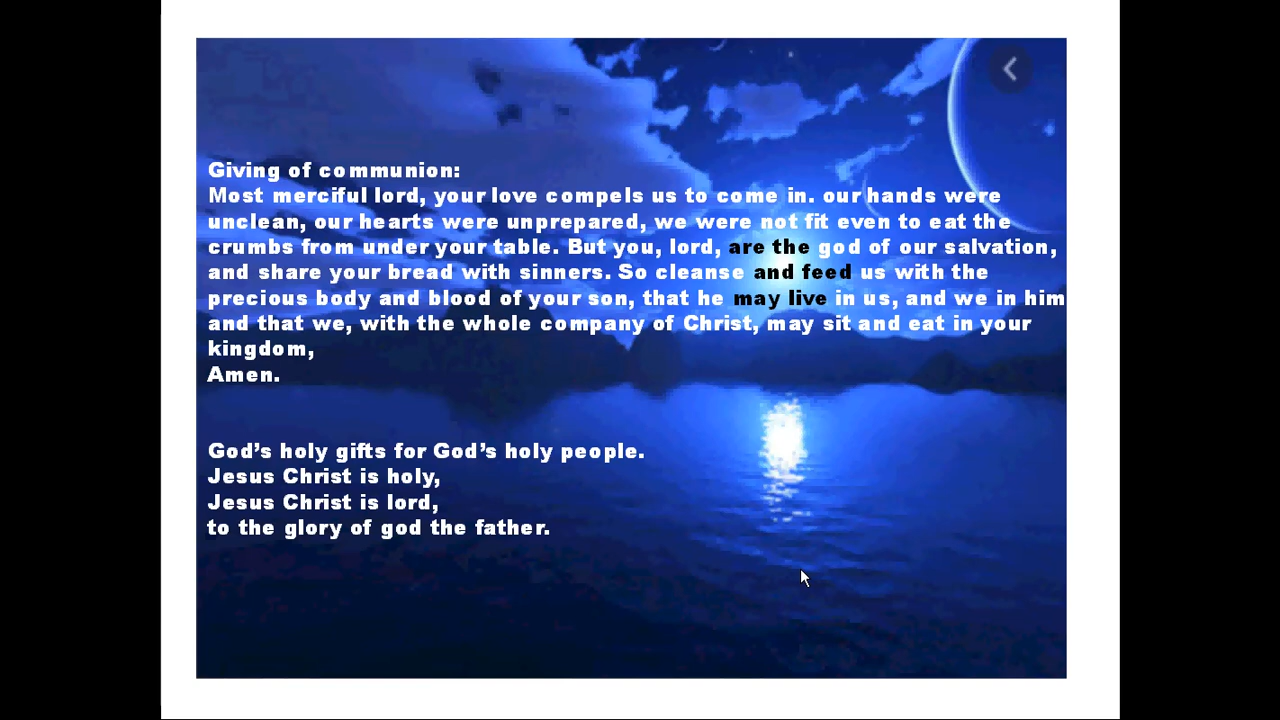 Giving of communion:
Most merciful lord, your love compels us to come in. our hands were
unclean, our hearts were unprepared, we were not fit even to eat the
crumbs from under your table. But you, lord, are the god of our salvation,
and share your bread with sinners. So cleanse and feed us with the
precious body and blood of your son, that he may live in us, and we in him
and that we, with the whole company of Christ, may sit and eat in your
kingdom,
Amen.
God’s holy gifts for God’s holy people.
Jesus Christ is holy,
Jesus Christ is lord,
to the glory of god the father.